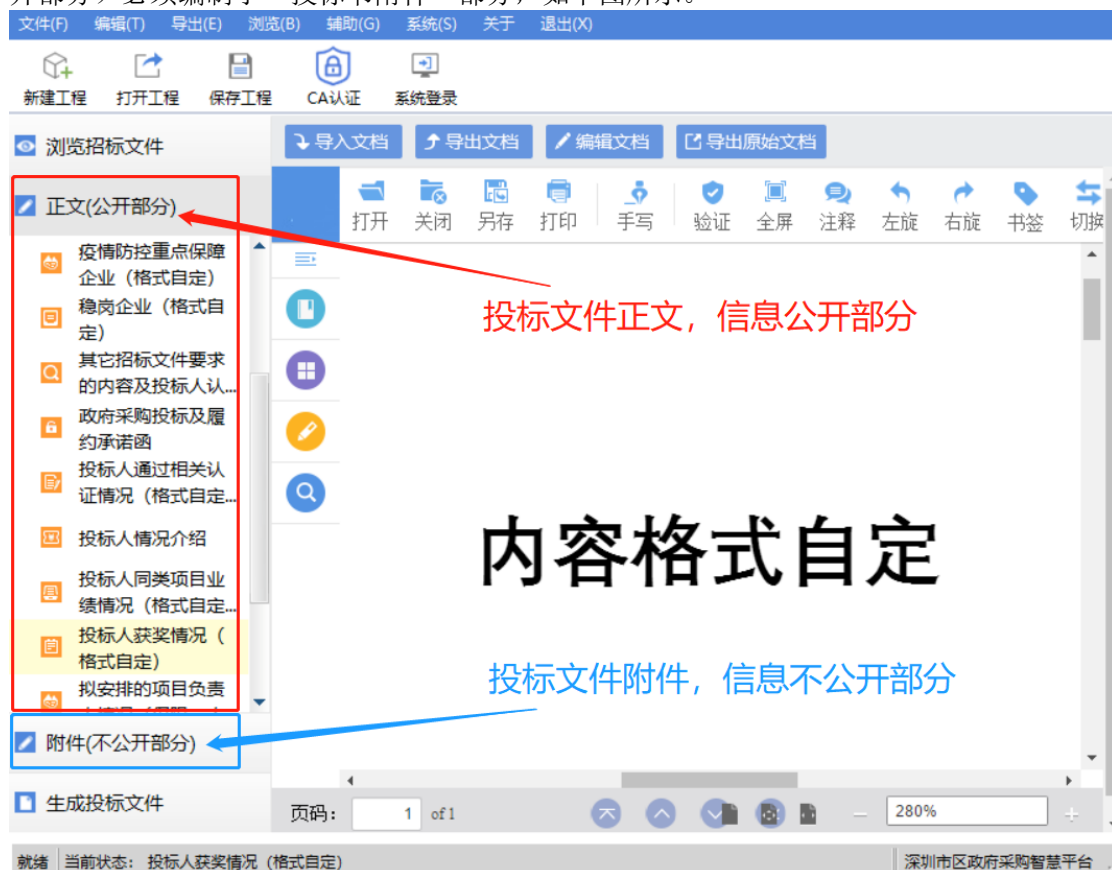 文件(F) 编辑(T) 导出(E) 浏览(B) 辅助(G) 系统(S) 关于 退出(X)
新建工程 打开工程 保存工程 CA认证 系统登录
浏览招标文件
导入文档 导出文档 编辑文档 导出原始文档
正文(公开部分)
打开 关闭 另存 打印 手写 验证 全屏 注释 左旋 右旋 书签 切换
疫情防控重点保障
企业（格式自定）
稳岗企业（格式自
定）
其它招标文件要求
的内容及投标人认...
政府采购投标及履
约承诺函
投标人通过相关认
证情况（格式自定...
投标人情况介绍
投标人同类项目业
绩情况（格式自定...
投标人获奖情况（
格式自定）
拟安排的项目负责
投标文件正文，信息公开部分
内容格式自定
投标文件附件，信息不公开部分
附件(不公开部分)
生成投标文件
页码： 1 of 1 280%
就绪 当前状态： 投标人获奖情况（格式自定） 深圳市区政府采购智慧平台